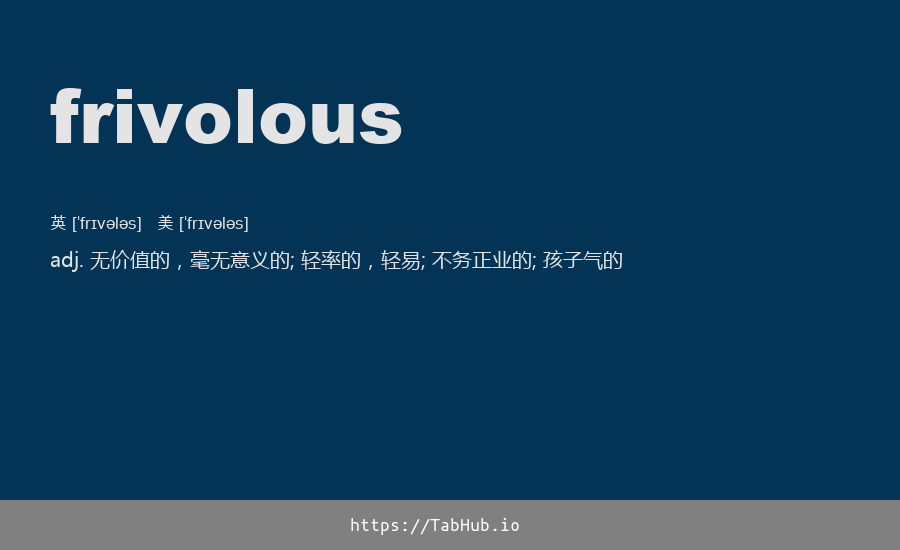 frivolous
英 [ˈfrɪvələs] 美 [ˈfrɪvələs]
adj. 无价值的，毫无意义的; 轻率的，轻易; 不务正业的; 孩子气的
https://TabHub.io